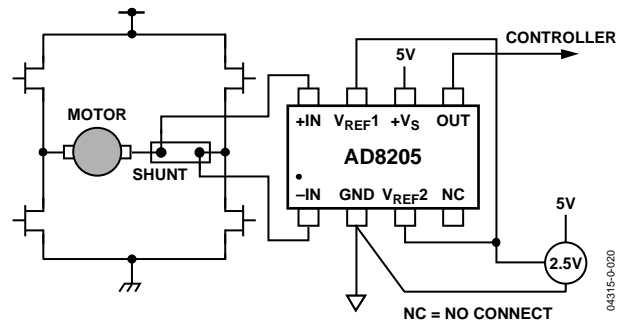 CONTROLLER
5V
MOTOR
+IN VREF1 +VS OUT
AD8205
SHUNT
–IN GND VREF2 NC
5V
2.5V
NC = NO CONNECT
04315-0-020